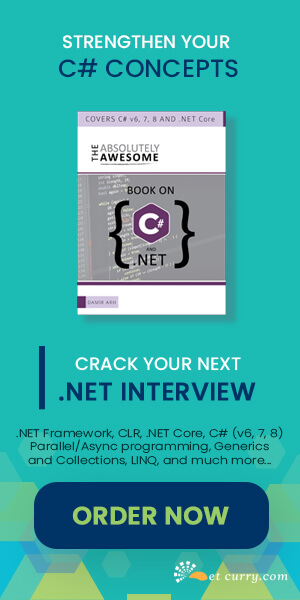 STRENGTHEN YOUR
C# CONCEPTS
COVERS C# v6, 7, 8 AND .NET Core
THE ABSOLUTELY
AWESOME
BOOK ON
{ C# }
AND
.NET
DAMIR ARH
CRACK YOUR NEXT
.NET INTERVIEW
.NET Framework, CLR, .NET Core, C# (v6, 7, 8)
Parallel/Async programming, Generics
and Collections, LINQ, and much more...
ORDER NOW
et curry.com